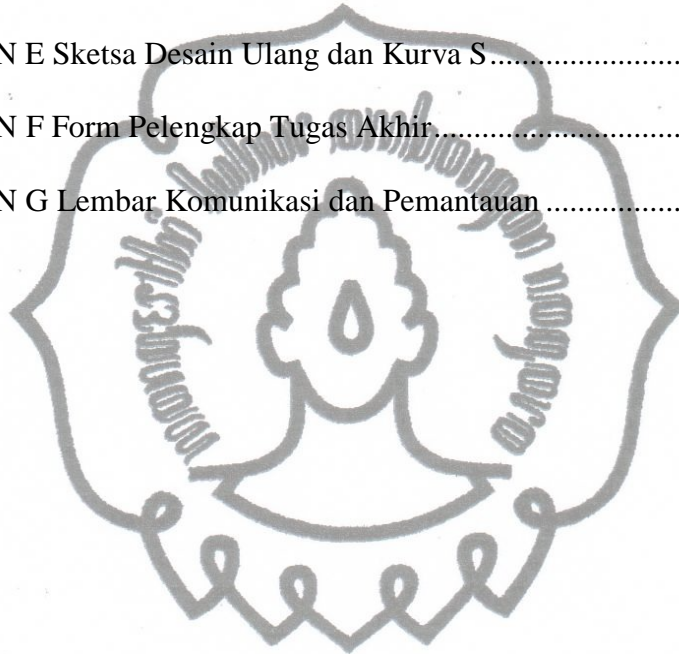 N E Sketsa Desain Ulang dan Kurva S......................
N F Form Pelengkap Tugas Akhir.............................
N G Lembar Komunikasi dan Pemantauan .................